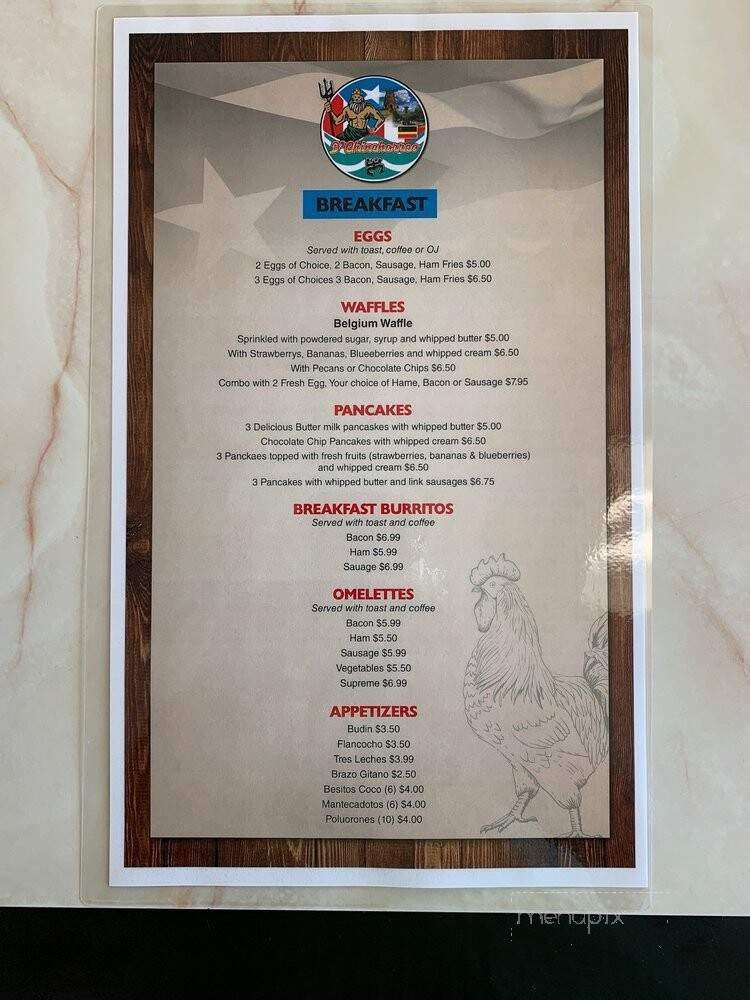 D'Chinchorreo
BREAKFAST
EGGS
Served with toast, coffee or OJ
2 Eggs of Choice, 2 Bacon, Sausage, Ham Fries $5.00
3 Eggs of Choices 3 Bacon, Sausage, Ham Fries $6.50
WAFFLES
Belgium Waffle
Sprinkled with powdered sugar, syrup and whipped butter $5.00
With Strawberrys, Bananas, Blueeberries and whipped cream $6.50
With Pecans or Chocolate Chips $6.50
Combo with 2 Fresh Egg, Your choice of Hame, Bacon or Sausage $7.95
PANCAKES
3 Delicious Butter milk pancaskes with whipped butter $5.00
Chocolate Chip Pancakes with whipped cream $6.50
3 Panckaes topped with fresh fruits (strawberries, bananas & blueberries)
and whipped cream $6.50
3 Pancakes with whipped butter and link sausages $6.75
BREAKFAST BURRITOS
Served with toast and coffee
Bacon $6.99
Ham $5.99
Sauage $6.99
OMELETTES
Served with toast and coffee
Bacon $5.99
Ham $5.50
Sausage $5.99
Vegetables $5.50
Supreme $6.99
APPETIZERS
Budin $3.50
Flancocho $3.50
Tres Leches $3.99
Brazo Gitano $2.50
Besitos Coco (6) $4.00
Mantecadotos (6) $4.00
Poluorones (10) $4.00
menupix